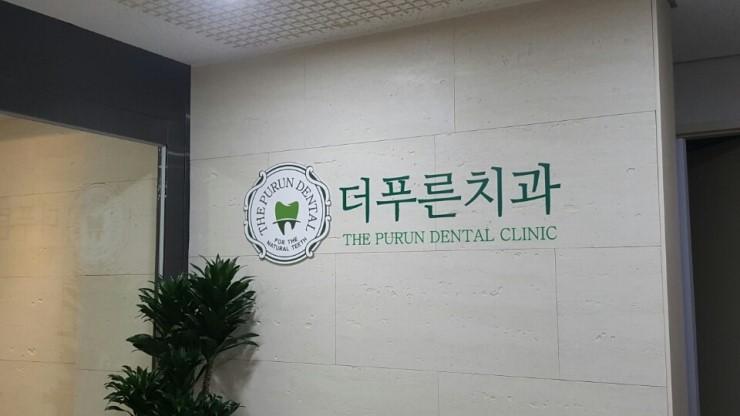 THE PURUN DENTAL
FOR THE
NATURAL TEETH
더푸른치과
THE PURUN DENTAL CLINIC